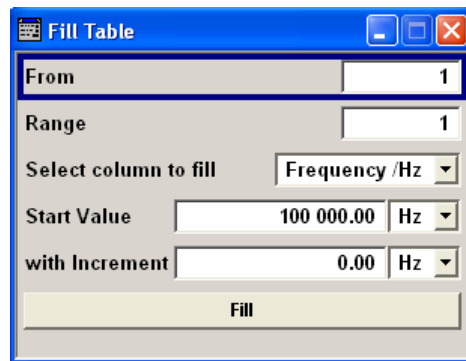 Fill Table
From 1
Range 1
Select column to fill Frequency /Hz
Start Value 100 000.00 Hz
with Increment 0.00 Hz
Fill